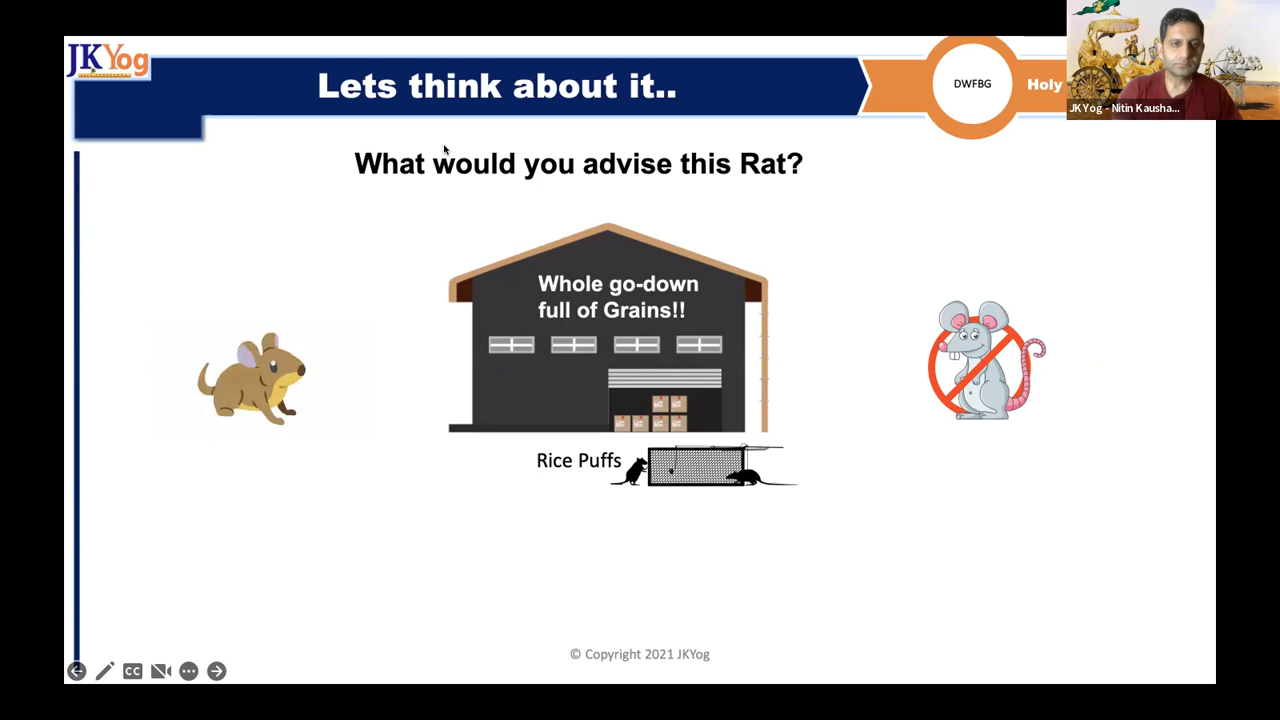 JKYog
Lets think about it..
DWFBG
Holy
JKYog - Nitin Kausha...
What would you advise this Rat?
Whole go-down
full of Grains!!
Rice Puffs
© Copyright 2021 JKYog
CC